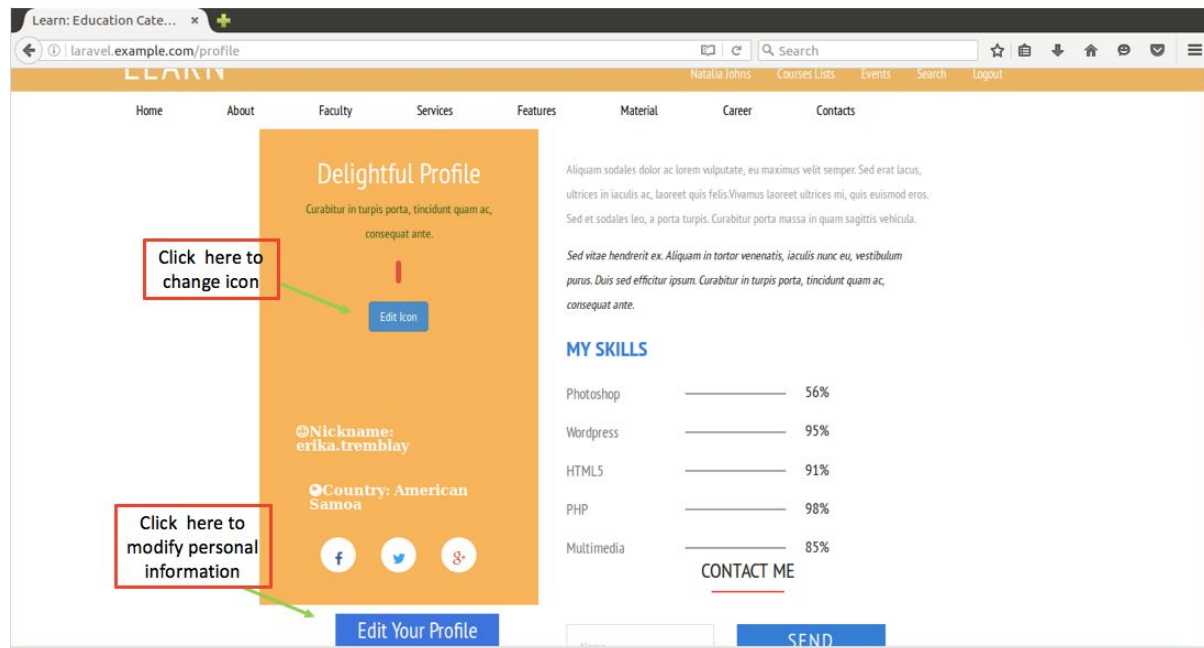 Learn: Education Cate...
laravel.example.com/profile
Search
LEARN
Natalia Johns Courses Lists Events Search Logout
Home About Faculty Services Features Material Career Contacts
Delightful Profile
Curabitur in turpis porta, tincidunt quam ac,
consequat ante.
Click here to
change icon
Edit Icon
Nickname:
erika.tremblay
Country: American
Samoa
Click here to
modify personal
information
f
g+
Edit Your Profile
Aliquam sodales dolor ac lorem vulputate, eu maximus velit semper. Sed erat lacus,
ultrices in iaculis ac, laoreet quis felis.Vivamus laoreet ultrices mi, quis euismod eros.
Sed et sodales leo, a porta turpis. Curabitur porta massa in quam sagittis vehicula.
Sed vitae hendrerit ex. Aliquam in tortor venenatis, iaculis nunc eu, vestibulum
purus. Duis sed efficitur ipsum. Curabitur in turpis porta, tincidunt quam ac,
consequat ante.
MY SKILLS
Photoshop 56%
Wordpress 95%
HTML5 91%
PHP 98%
Multimedia 85%
CONTACT ME
Name
SEND